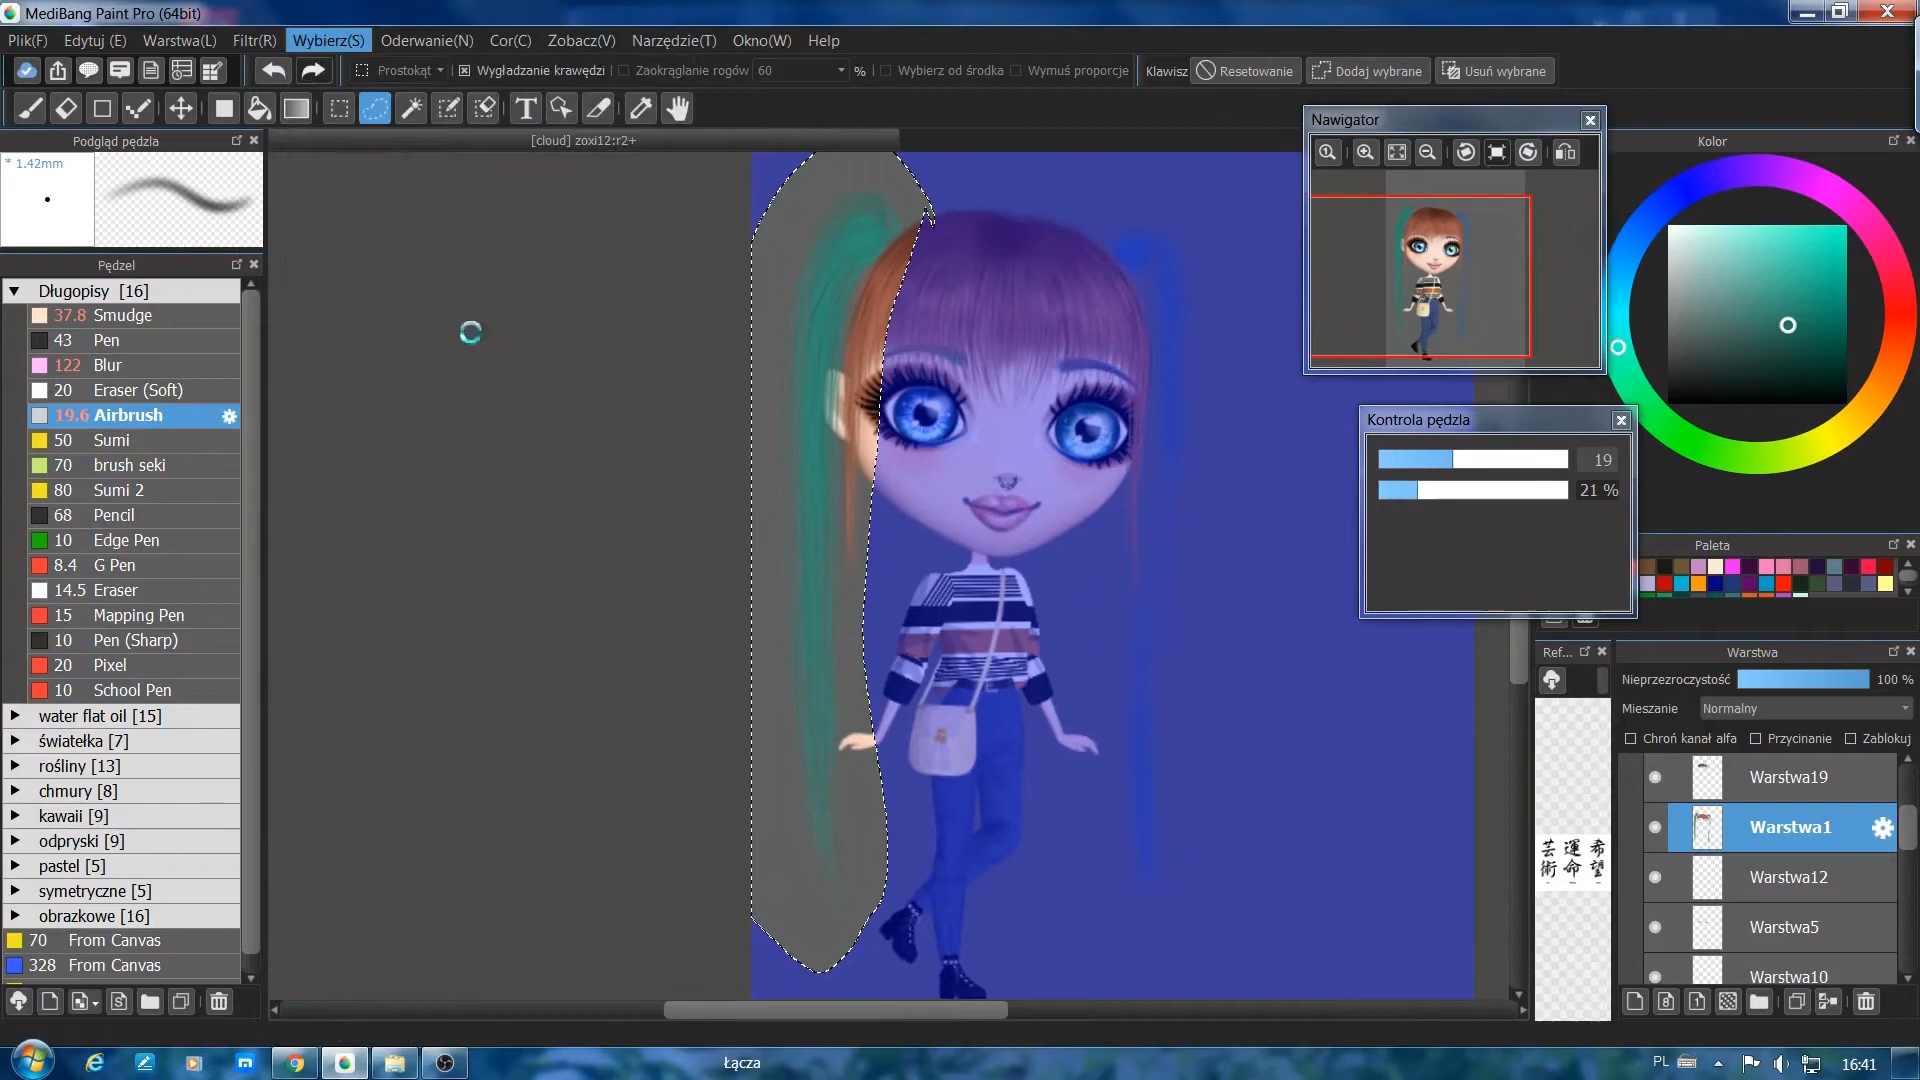 MediBang Paint Pro (64bit)
Plik(F) Edytuj (E) Warstwa(L) Filtr(R) Wybierz(S) Oderwanie(N) Cor(C) Zobacz(V) Narzędzie(T) Okno(W) Help
Prostokąt Wygładzanie krawędzi Zaokrąglanie rogów 60 % Wybierz od środka Wymuś proporcje Klawisz Resetowanie Dodaj wybrane Usuń wybrane
[cloud] zoxi12;r2+
Podgląd pędzla
* 1.42mm
Pędzel
Długopisy [16]
37.8 Smudge
43 Pen
122 Blur
20 Eraser (Soft)
19.6 Airbrush
50 Sumi
70 brush seki
80 Sumi 2
68 Pencil
10 Edge Pen
8.4 G Pen
14.5 Eraser
15 Mapping Pen
10 Pen (Sharp)
20 Pixel
10 School Pen
water flat oil [15]
światełka [7]
rośliny [13]
chmury [8]
kawaii [9]
odpryski [9]
pastel [5]
symetryczne [5]
obrazkowe [16]
70 From Canvas
328 From Canvas
Nawigator
Kontrola pędzla
19
21 %
Kolor
Paleta
Ref...
芸 運 希
術 命 望
Warstwa
Nieprzezroczystość 100 %
Mieszanie Normalny
Chroń kanał alfa Przycinanie Zablokuj
Warstwa19
Warstwa1
Warstwa12
Warstwa5
Warstwa10
Łącza
PL
16:41